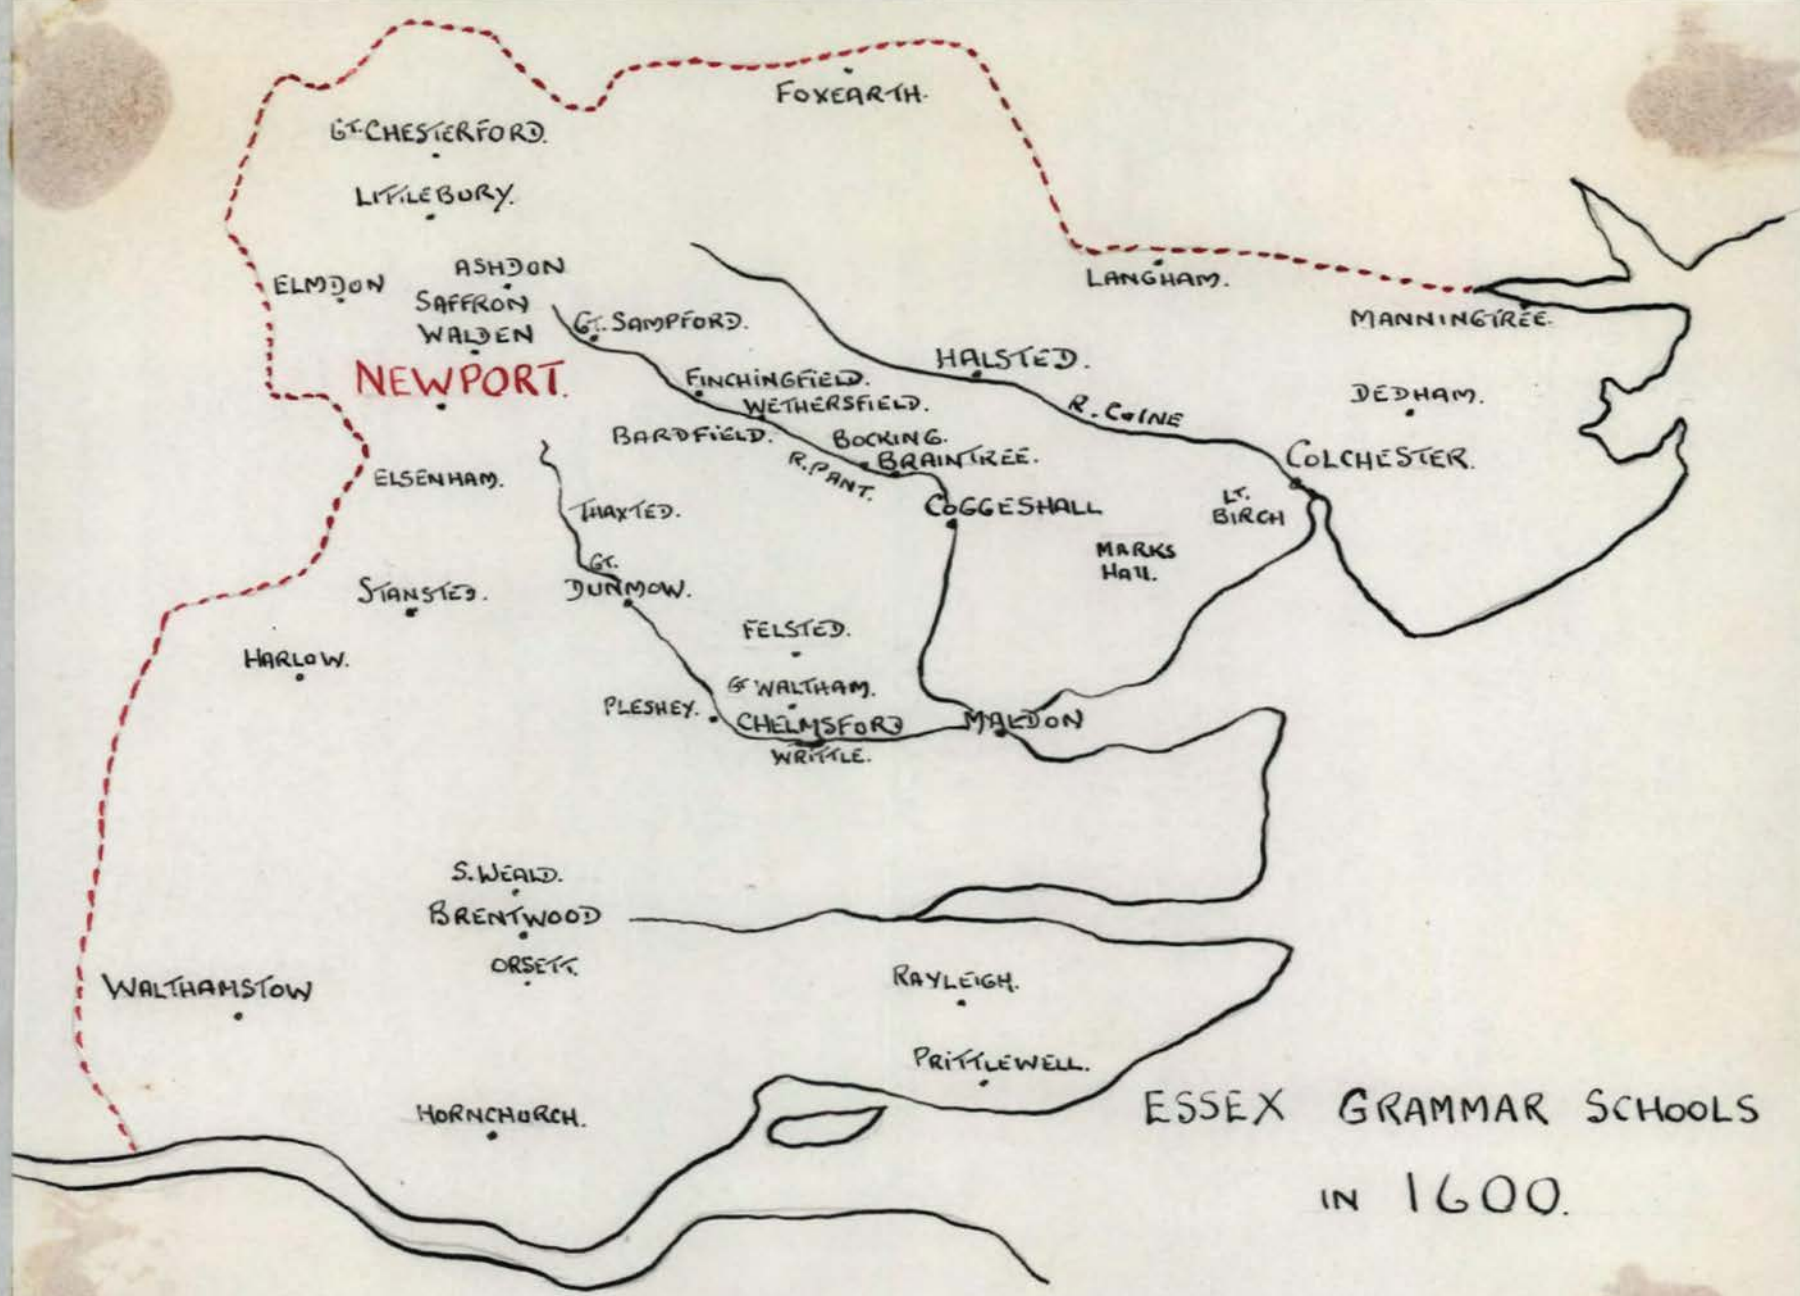 FOXEARTH.
GT. CHESTERFORD.
LITTLEBURY.
ASHDON
ELMDON
SAFFRON
WALDEN
NEWPORT.
GT. SAMPFORD.
LANGHAM.
MANNINGTREE.
HALSTED.
FINCHINGFIELD.
WETHERSFIELD.
DEDHAM.
R. COLNE
BARDFIELD.
BOCKING.
BRAINTREE.
R. PANT.
COLCHESTER.
ELSENHAM.
THAXTED.
COGGESHALL
LT.
BIRCH
MARKS
HALL.
GT.
DUNMOW.
STANSTED.
FELSTED.
HARLOW.
GT WALTHAM.
PLESHEY.
CHELMSFORD
MALDON
WRITTLE.
S. WEALD.
BRENTWOOD
ORSETT.
WALTHAMSTOW
RAYLEIGH.
PRITTLEWELL.
HORNCHURCH.
ESSEX GRAMMAR SCHOOLS
IN 1600.